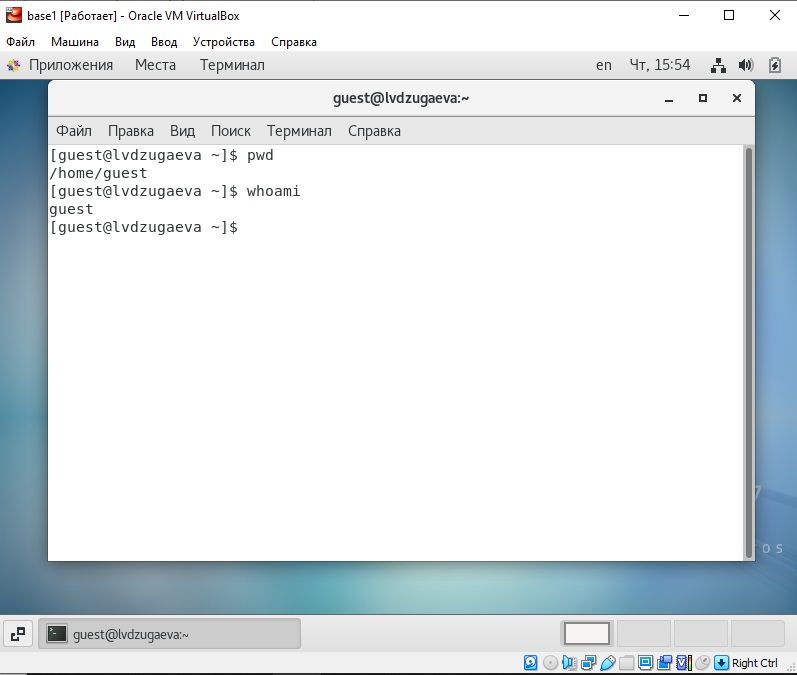 base1 [Работает] - Oracle VM VirtualBox
Файл Машина Вид Ввод Устройства Справка
Приложения Места Терминал en Чт, 15:54
guest@lvdzugaeva:~
Файл Правка Вид Поиск Терминал Справка
[guest@lvdzugaeva ~]$ pwd
/home/guest
[guest@lvdzugaeva ~]$ whoami
guest
[guest@lvdzugaeva ~]$
7
OS
guest@lvdzugaeva:~
Right Ctrl